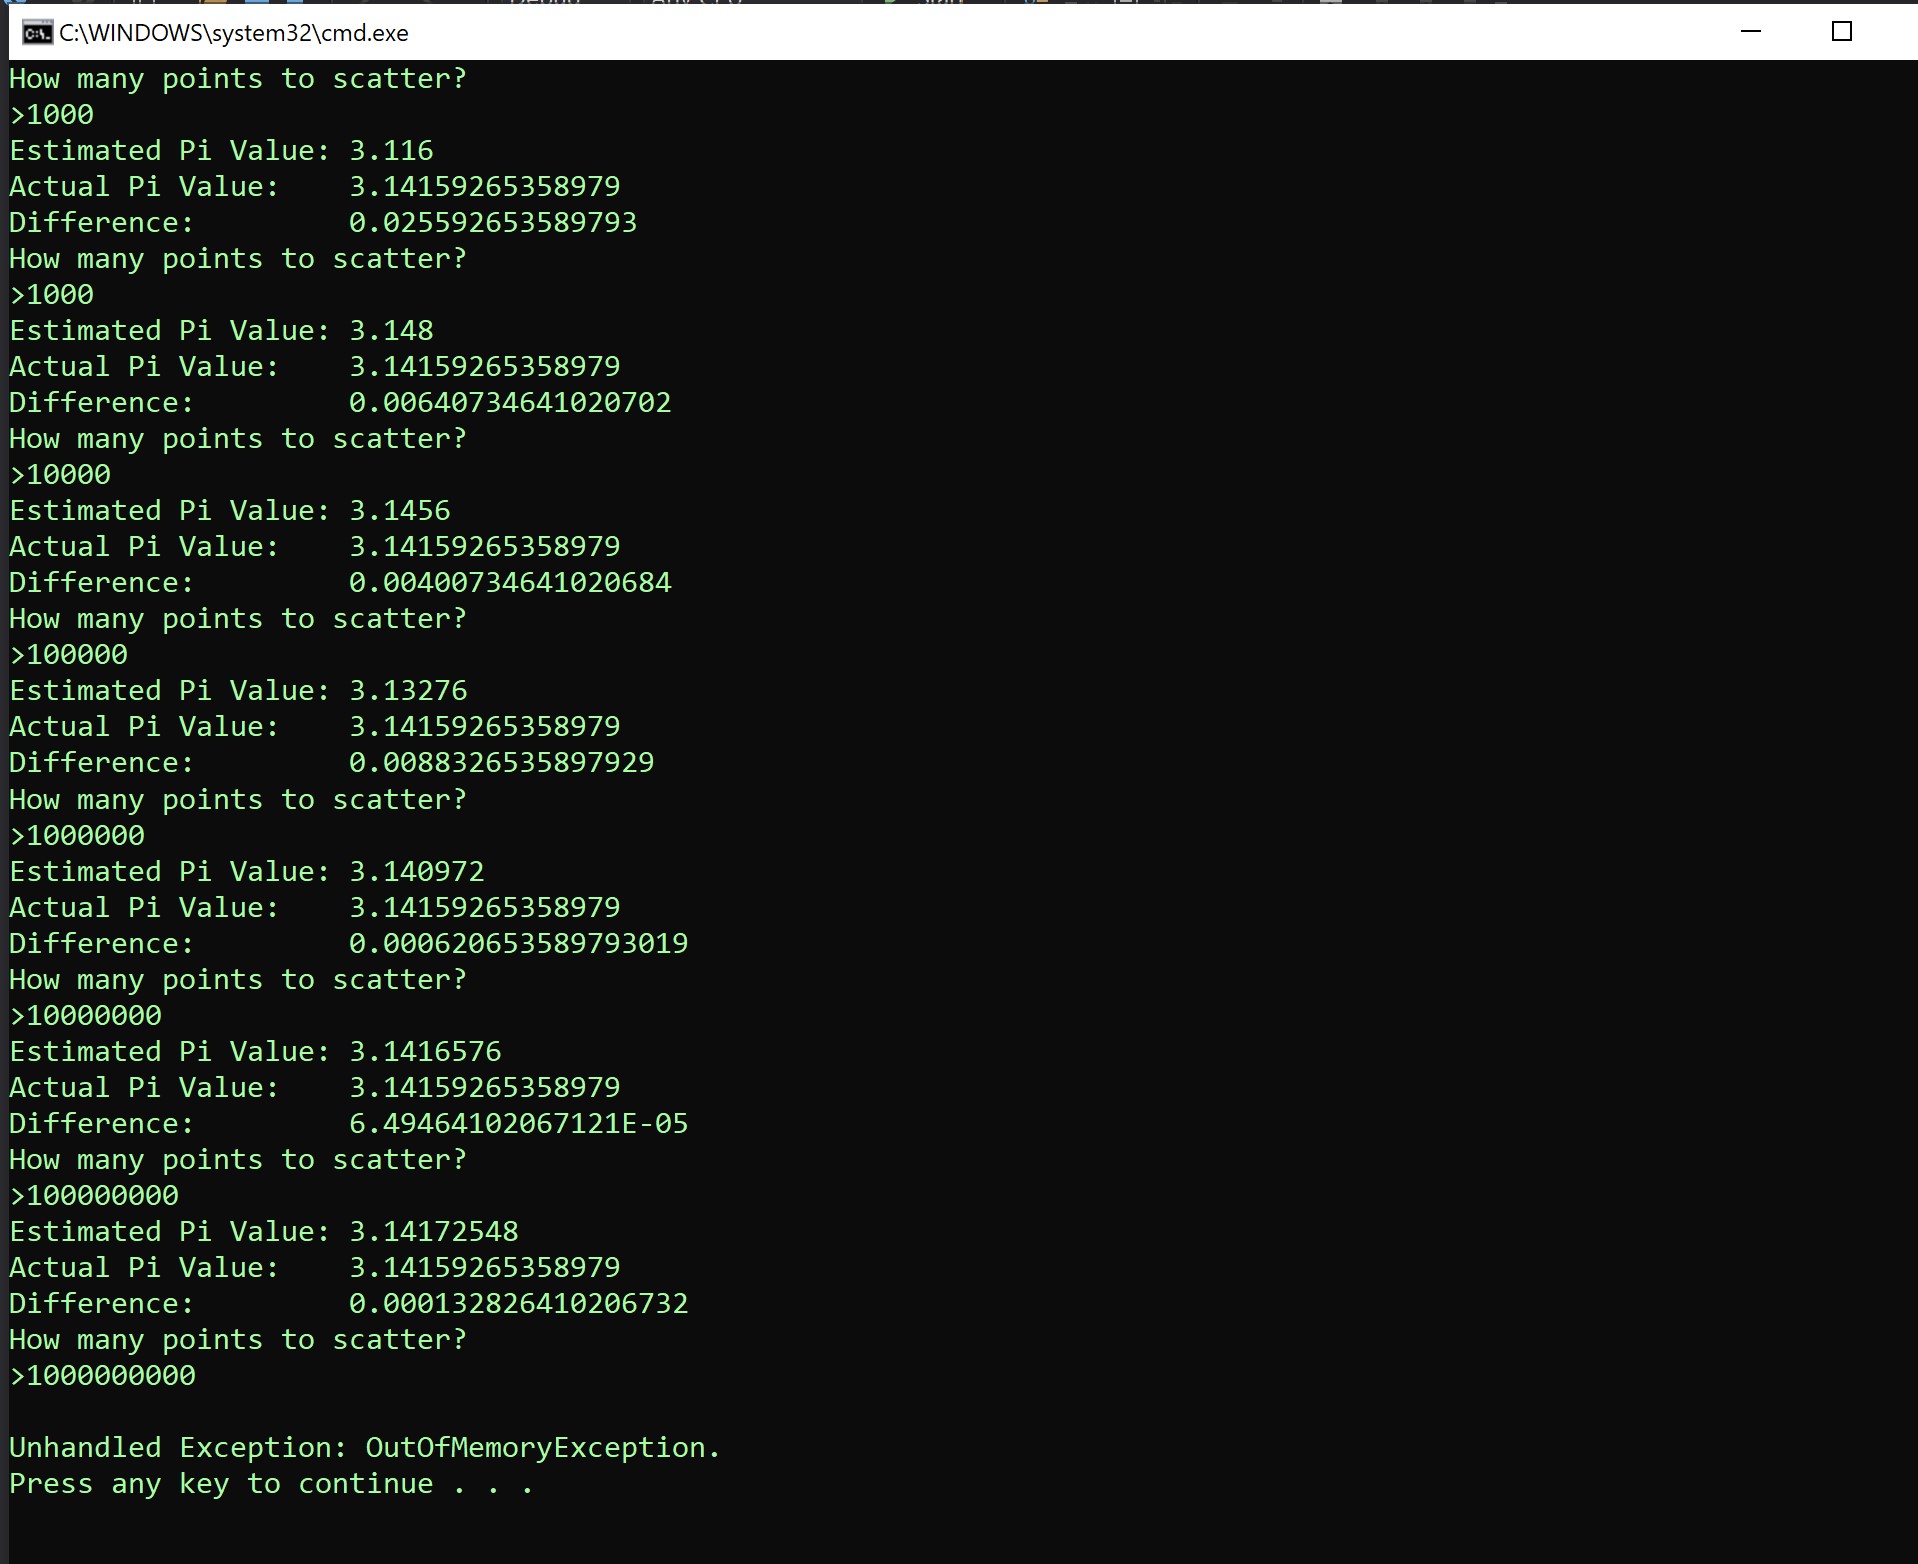 C:\WINDOWS\system32\cmd.exe
How many points to scatter?
>1000
Estimated Pi Value: 3.116
Actual Pi Value:    3.14159265358979
Difference:         0.025592653589793
How many points to scatter?
>1000
Estimated Pi Value: 3.148
Actual Pi Value:    3.14159265358979
Difference:         0.00640734641020702
How many points to scatter?
>10000
Estimated Pi Value: 3.1456
Actual Pi Value:    3.14159265358979
Difference:         0.00400734641020684
How many points to scatter?
>100000
Estimated Pi Value: 3.13276
Actual Pi Value:    3.14159265358979
Difference:         0.0088326535897929
How many points to scatter?
>1000000
Estimated Pi Value: 3.140972
Actual Pi Value:    3.14159265358979
Difference:         0.000620653589793019
How many points to scatter?
>10000000
Estimated Pi Value: 3.1416576
Actual Pi Value:    3.14159265358979
Difference:         6.49464102067121E-05
How many points to scatter?
>100000000
Estimated Pi Value: 3.14172548
Actual Pi Value:    3.14159265358979
Difference:         0.000132826410206732
How many points to scatter?
>1000000000
Unhandled Exception: OutOfMemoryException.
Press any key to continue . . .